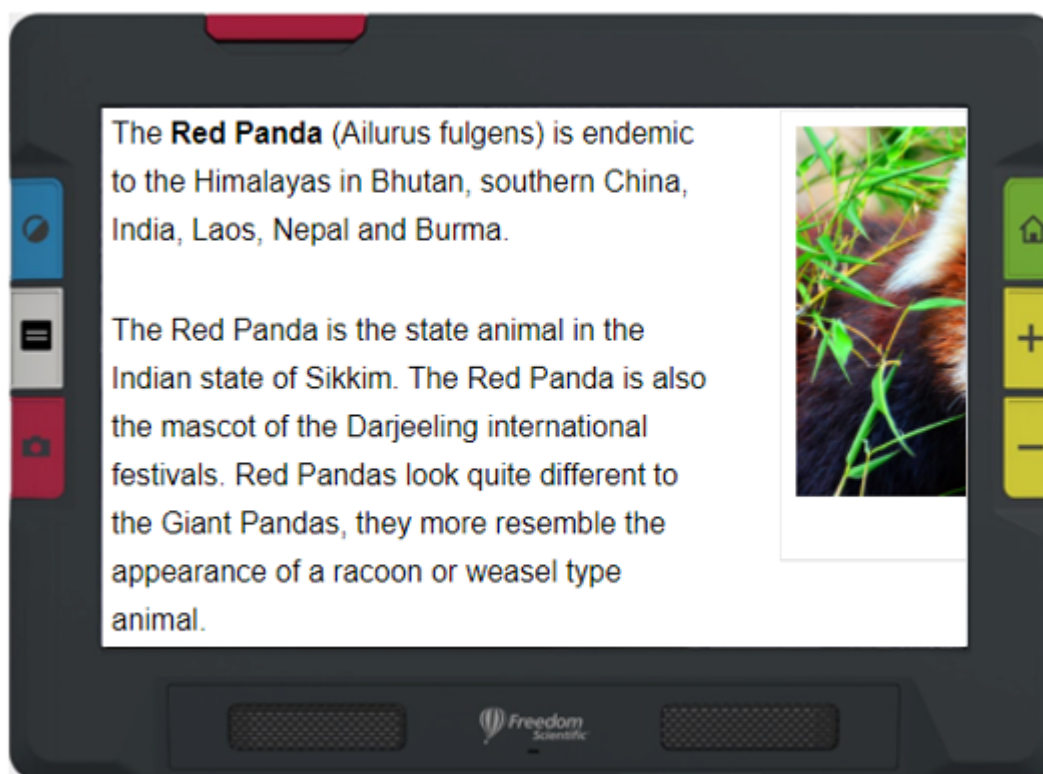 The Red Panda (Ailurus fulgens) is endemic
to the Himalayas in Bhutan, southern China,
India, Laos, Nepal and Burma.
The Red Panda is the state animal in the
Indian state of Sikkim. The Red Panda is also
the mascot of the Darjeeling international
festivals. Red Pandas look quite different to
the Giant Pandas, they more resemble the
appearance of a racoon or weasel type
animal.
Freedom
Scientific